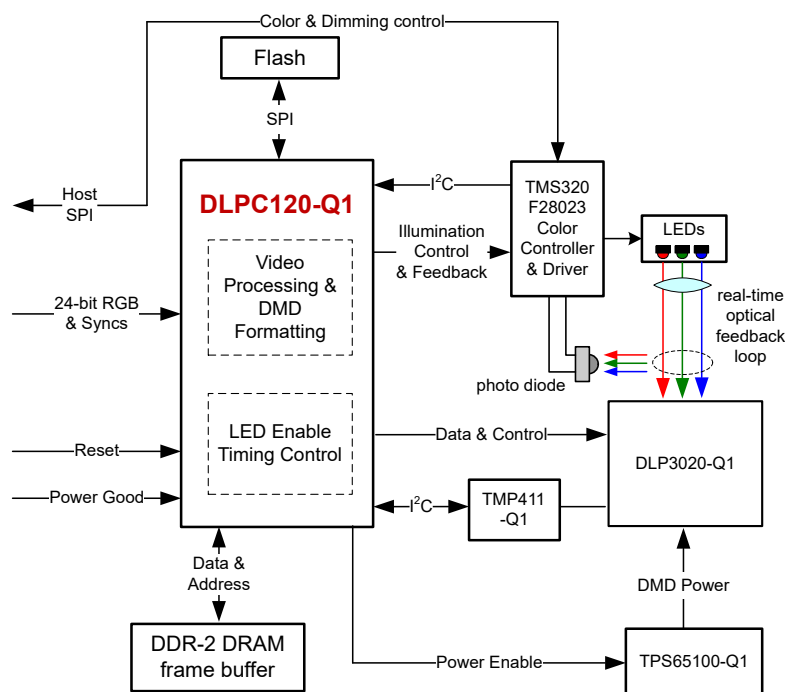 Color & Dimming control
Flash
SPI
Host
SPI
DLPC120-Q1
I²C
TMS320
F28023
Color
Controller
& Driver
LEDs
Illumination
Control
& Feedback
Video
Processing &
DMD
Formatting
24-bit RGB
& Syncs
real-time
optical
feedback
loop
photo diode
LED Enable
Timing Control
Reset
Data & Control
DLP3020-Q1
Power Good
I²C
TMP411
-Q1
Data &
Address
DMD Power
DDR-2 DRAM
frame buffer
Power Enable
TPS65100-Q1